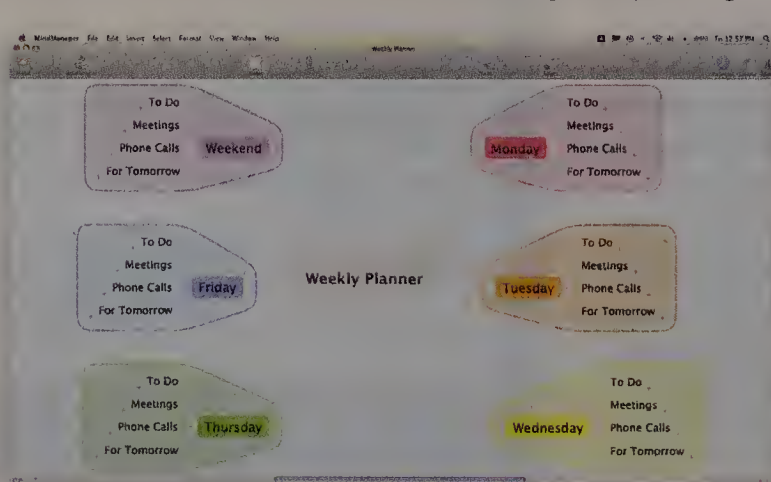 MindManager File Edit Insert Select Format View Window Help
Weekly Planner
12:57 PM
To Do
Meetings
Phone Calls
For Tomorrow
Weekend
Monday
To Do
Meetings
Phone Calls
For Tomorrow
To Do
Meetings
Phone Calls
For Tomorrow
Friday
Weekly Planner
Tuesday
To Do
Meetings
Phone Calls
For Tomorrow
To Do
Meetings
Phone Calls
For Tomorrow
Thursday
Wednesday
To Do
Meetings
Phone Calls
For Tomorrow